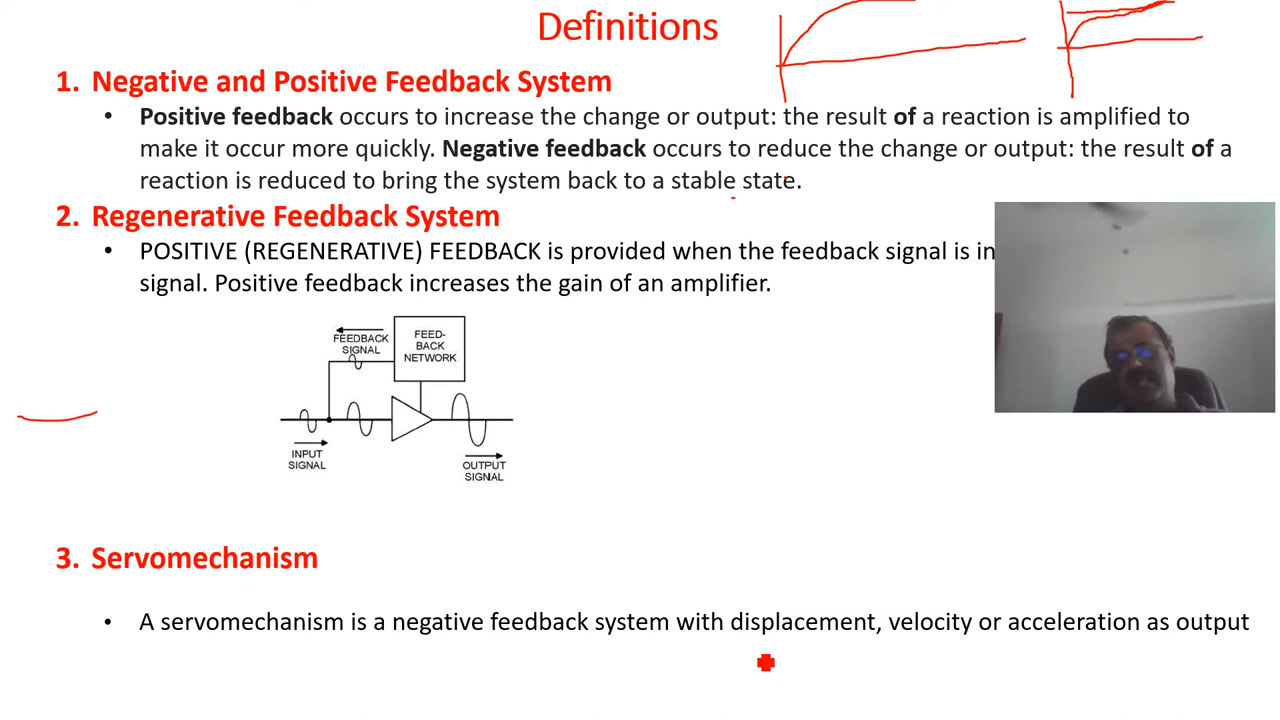 Definitions
1. Negative and Positive Feedback System
• Positive feedback occurs to increase the change or output: the result of a reaction is amplified to
make it occur more quickly. Negative feedback occurs to reduce the change or output: the result of a
reaction is reduced to bring the system back to a stable state.
2. Regenerative Feedback System
• POSITIVE (REGENERATIVE) FEEDBACK is provided when the feedback signal is in
signal. Positive feedback increases the gain of an amplifier.
FEEDBACK
SIGNAL
FEED-
BACK
NETWORK
INPUT
SIGNAL
OUTPUT
SIGNAL
3. Servomechanism
• A servomechanism is a negative feedback system with displacement, velocity or acceleration as output